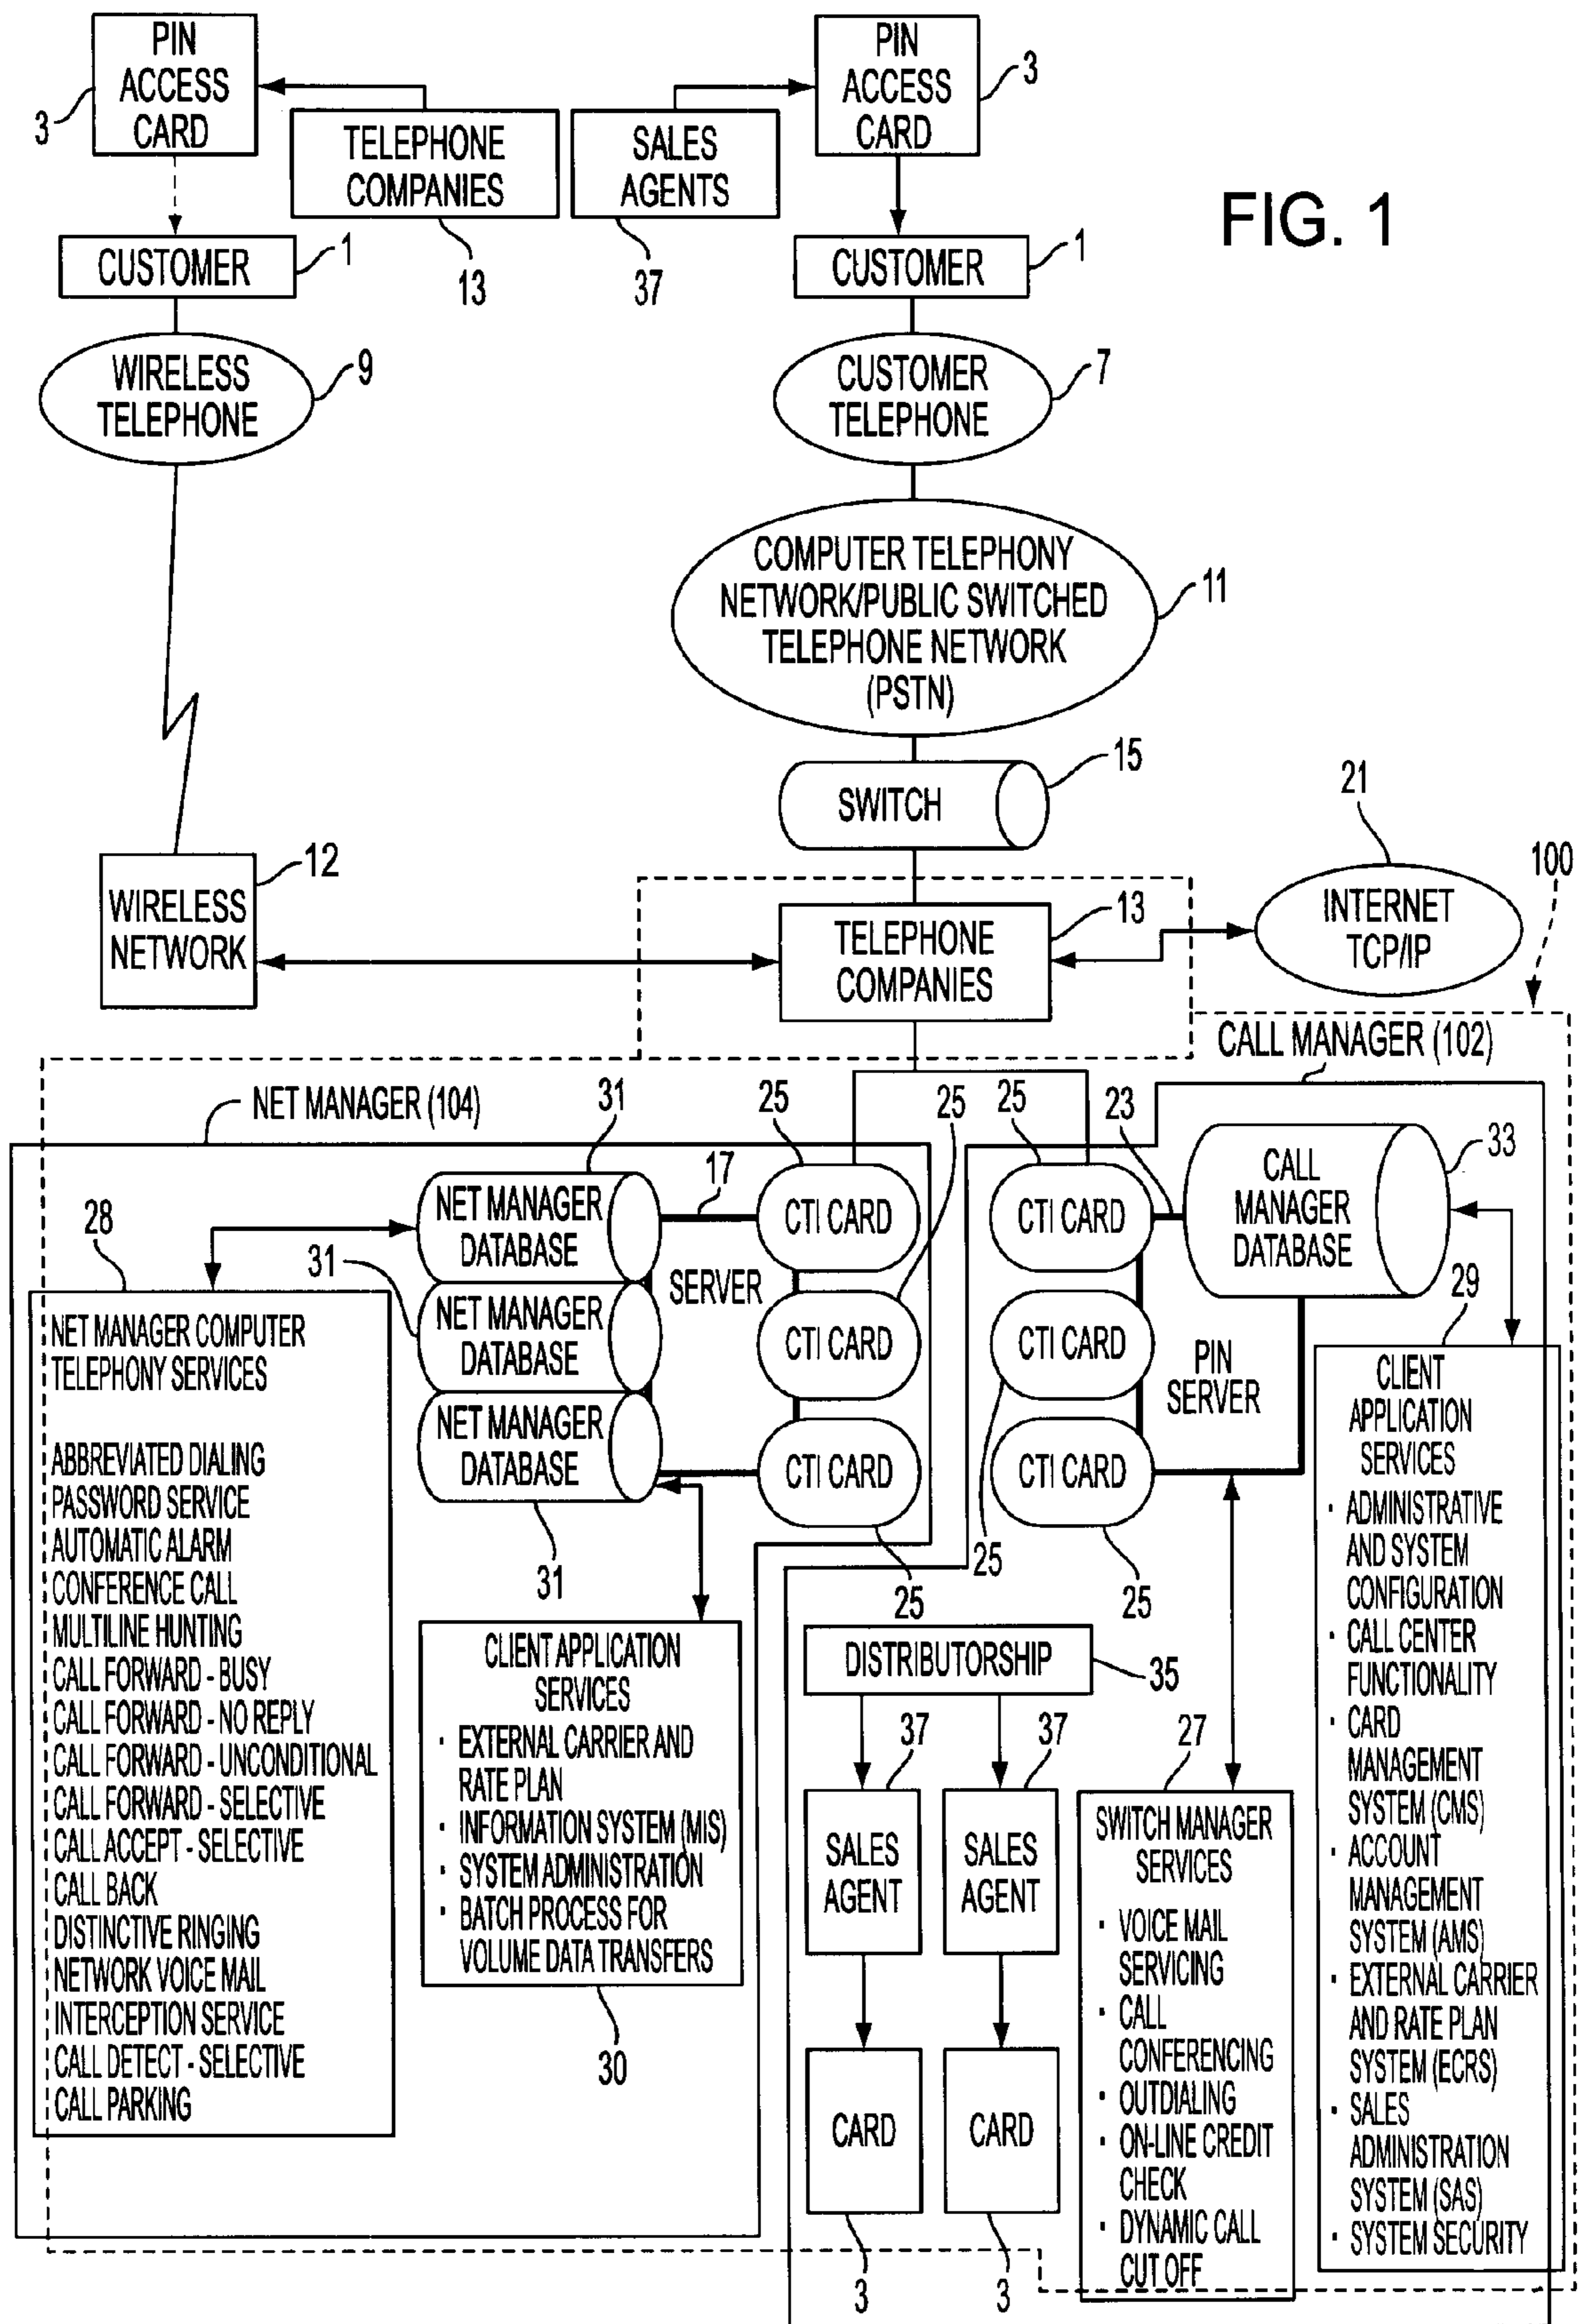 PIN
ACCESS
CARD
3
TELEPHONE
COMPANIES
13
SALES
AGENTS
37
PIN
ACCESS
CARD
3
FIG. 1
CUSTOMER
1
CUSTOMER
1
WIRELESS
TELEPHONE
9
CUSTOMER
TELEPHONE
7
COMPUTER TELEPHONY
NETWORK/PUBLIC SWITCHED
TELEPHONE NETWORK
(PSTN)
11
SWITCH
15
WIRELESS
NETWORK
12
TELEPHONE
COMPANIES
13
INTERNET
TCP/IP
21
100
CALL MANAGER (102)
NET MANAGER (104)
31
25
25
25
23
33
NET MANAGER
DATABASE
17
CTI CARD
CTI CARD
CALL
MANAGER
DATABASE
28
31
NET MANAGER
DATABASE
SERVER
CTI CARD
CTI CARD
PIN
SERVER
29
NET MANAGER
DATABASE
CTI CARD
CTI CARD
31
25
25
25
NET MANAGER COMPUTER
TELEPHONY SERVICES
ABBREVIATED DIALING
PASSWORD SERVICE
AUTOMATIC ALARM
CONFERENCE CALL
MULTILINE HUNTING
CALL FORWARD - BUSY
CALL FORWARD - NO REPLY
CALL FORWARD - UNCONDITIONAL
CALL FORWARD - SELECTIVE
CALL ACCEPT - SELECTIVE
CALL BACK
DISTINCTIVE RINGING
NETWORK VOICE MAIL
INTERCEPTION SERVICE
CALL DETECT - SELECTIVE
CALL PARKING
CLIENT APPLICATION
SERVICES
· EXTERNAL CARRIER AND
RATE PLAN
· INFORMATION SYSTEM (MIS)
· SYSTEM ADMINISTRATION
· BATCH PROCESS FOR
VOLUME DATA TRANSFERS
30
DISTRIBUTORSHIP
35
37
37
SALES
AGENT
SALES
AGENT
CARD
CARD
3
3
27
SWITCH MANAGER
SERVICES
· VOICE MAIL
SERVICING
· CALL
CONFERENCING
· OUTDIALING
· ON-LINE CREDIT
CHECK
· DYNAMIC CALL
CUT OFF
CLIENT
APPLICATION
SERVICES
· ADMINISTRATIVE
AND SYSTEM
CONFIGURATION
· CALL CENTER
FUNCTIONALITY
· CARD
MANAGEMENT
SYSTEM (CMS)
· ACCOUNT
MANAGEMENT
SYSTEM (AMS)
· EXTERNAL CARRIER
AND RATE PLAN
SYSTEM (ECRS)
· SALES
ADMINISTRATION
SYSTEM (SAS)
· SYSTEM SECURITY